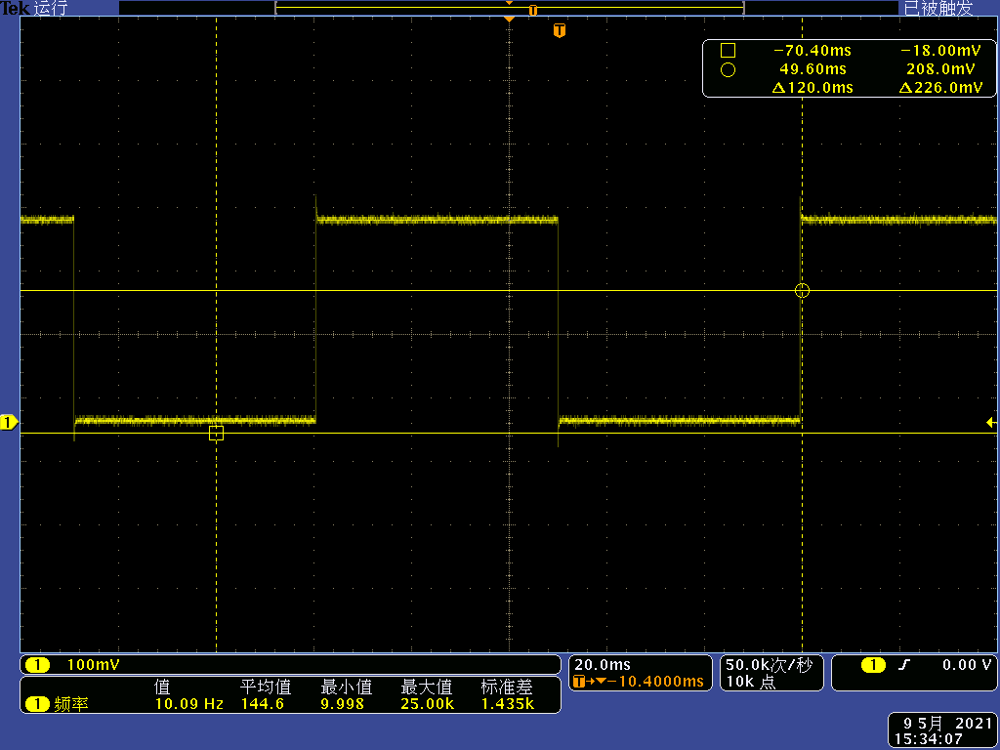 Tek 运行 已被触发
T
T
−70.40ms −18.00mV
49.60ms 208.0mV
Δ120.0ms Δ226.0mV
1
1 100mV
20.0ms
T→▼−10.4000ms
50.0k次/秒
10k 点
1 0.00 V
值 平均值 最小值 最大值 标准差
1 频率 10.09 Hz 144.6 9.998 25.00k 1.435k
9 5月 2021
15:34:07